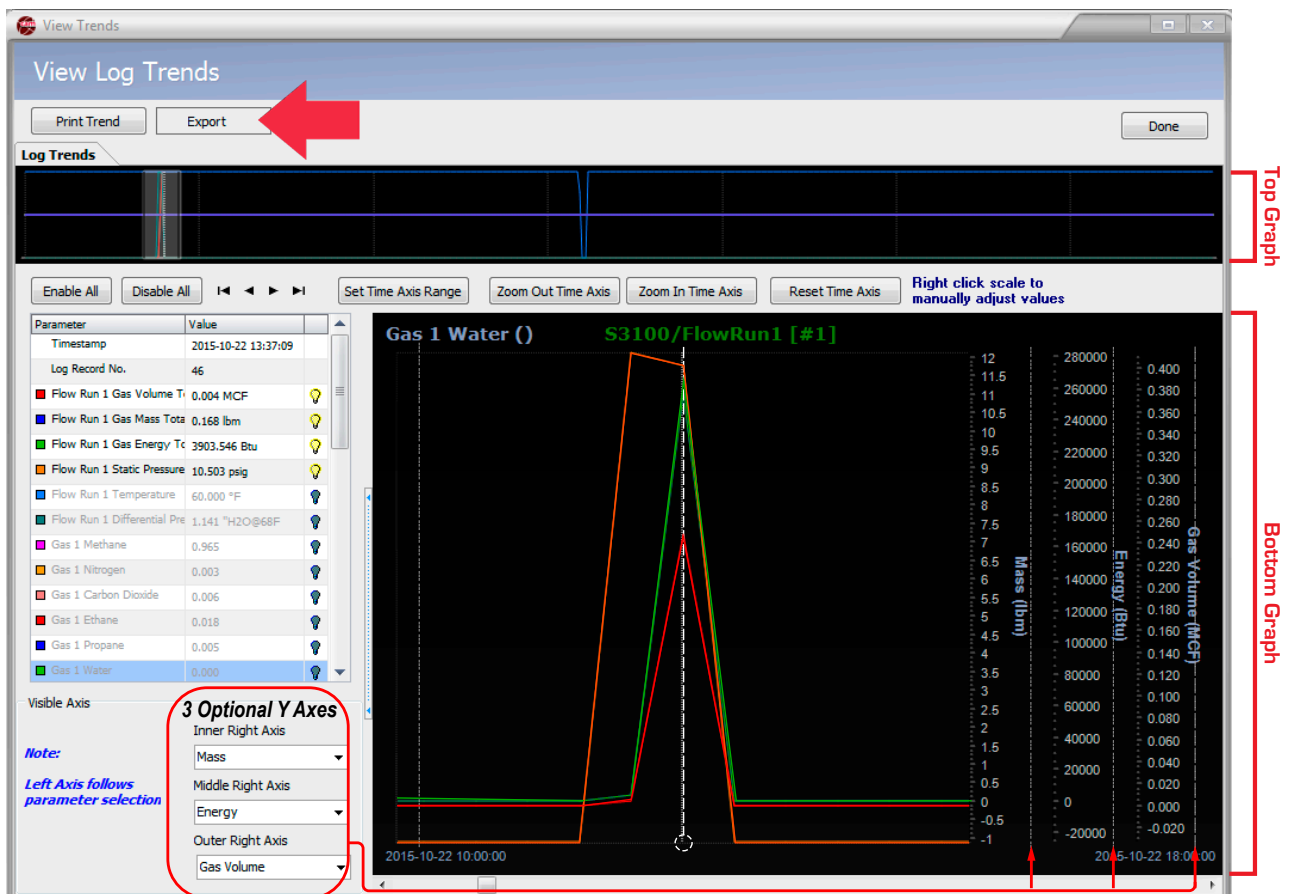 View Trends
View Log Trends
Print Trend
Export
Done
Log Trends
Top Graph
Enable All
Disable All
Set Time Axis Range
Zoom Out Time Axis
Zoom In Time Axis
Reset Time Axis
Right click scale to
manually adjust values
Parameter Value
Timestamp 2015-10-22 13:37:09
Log Record No. 46
Flow Run 1 Gas Volume T 0.004 MCF
Flow Run 1 Gas Mass Tota 0.168 lbm
Flow Run 1 Gas Energy To 3903.546 Btu
Flow Run 1 Static Pressure 10.503 psig
Flow Run 1 Temperature 60.000 °F
Flow Run 1 Differential Pre 1.141 "H2O@68F
Gas 1 Methane 0.965
Gas 1 Nitrogen 0.003
Gas 1 Carbon Dioxide 0.006
Gas 1 Ethane 0.018
Gas 1 Propane 0.005
Gas 1 Water 0.000
Visible Axis
Note:
Left Axis follows
parameter selection
3 Optional Y Axes
Inner Right Axis
Mass
Middle Right Axis
Energy
Outer Right Axis
Gas Volume
Gas 1 Water ()
S3100/FlowRun1 [#1]
12
11.5
11
10.5
10
9.5
9
8.5
8
7.5
7
6.5
6
5.5
5
4.5
4
3.5
3
2.5
2
1.5
1
0.5
0
-0.5
-1
Mass (lbm)
280000
260000
240000
220000
200000
180000
160000
140000
120000
100000
80000
60000
40000
20000
0
-20000
Energy (Btu)
0.400
0.380
0.360
0.340
0.320
0.300
0.280
0.260
0.240
0.220
0.200
0.180
0.160
0.140
0.120
0.100
0.080
0.060
0.040
0.020
0.000
-0.020
Gas Volume (MCF)
2015-10-22 10:00:00
2015-10-22 18:00:00
Bottom Graph